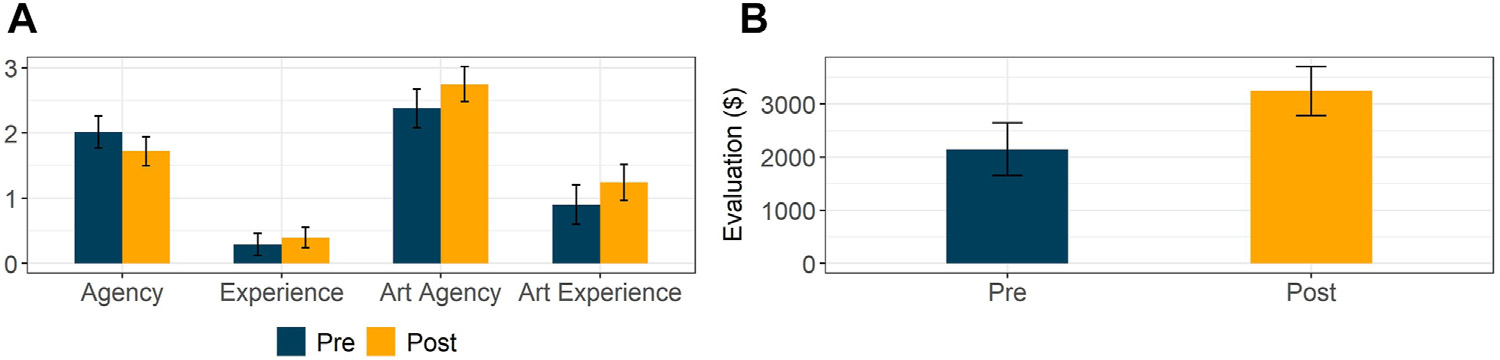 A
3
2
1
0
Agency Experience Art Agency Art Experience
Pre Post
B
Evaluation ($)
3000
2000
1000
0
Pre Post